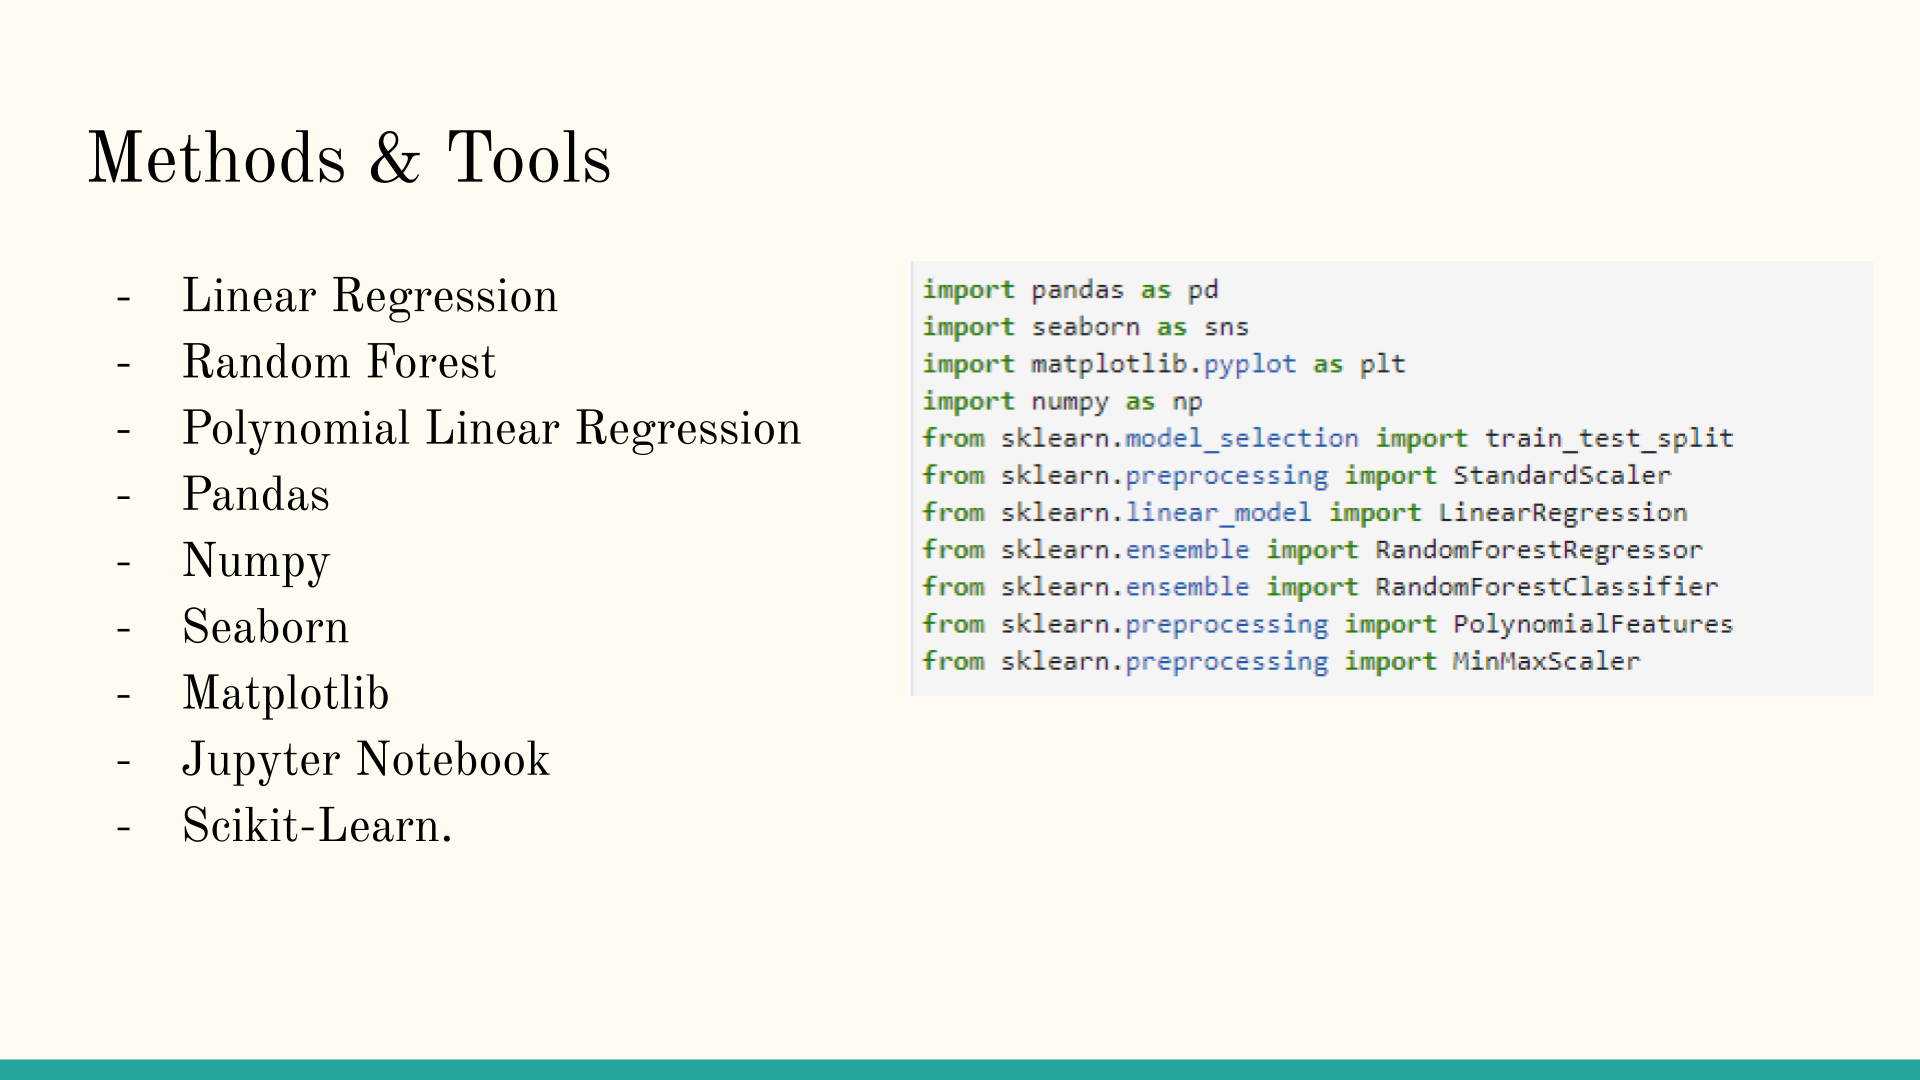 Methods & Tools
- Linear Regression
- Random Forest
- Polynomial Linear Regression
- Pandas
- Numpy
- Seaborn
- Matplotlib
- Jupyter Notebook
- Scikit-Learn.
import pandas as pd
import seaborn as sns
import matplotlib.pyplot as plt
import numpy as np
from sklearn.model_selection import train_test_split
from sklearn.preprocessing import StandardScaler
from sklearn.linear_model import LinearRegression
from sklearn.ensemble import RandomForestRegressor
from sklearn.ensemble import RandomForestClassifier
from sklearn.preprocessing import PolynomialFeatures
from sklearn.preprocessing import MinMaxScaler